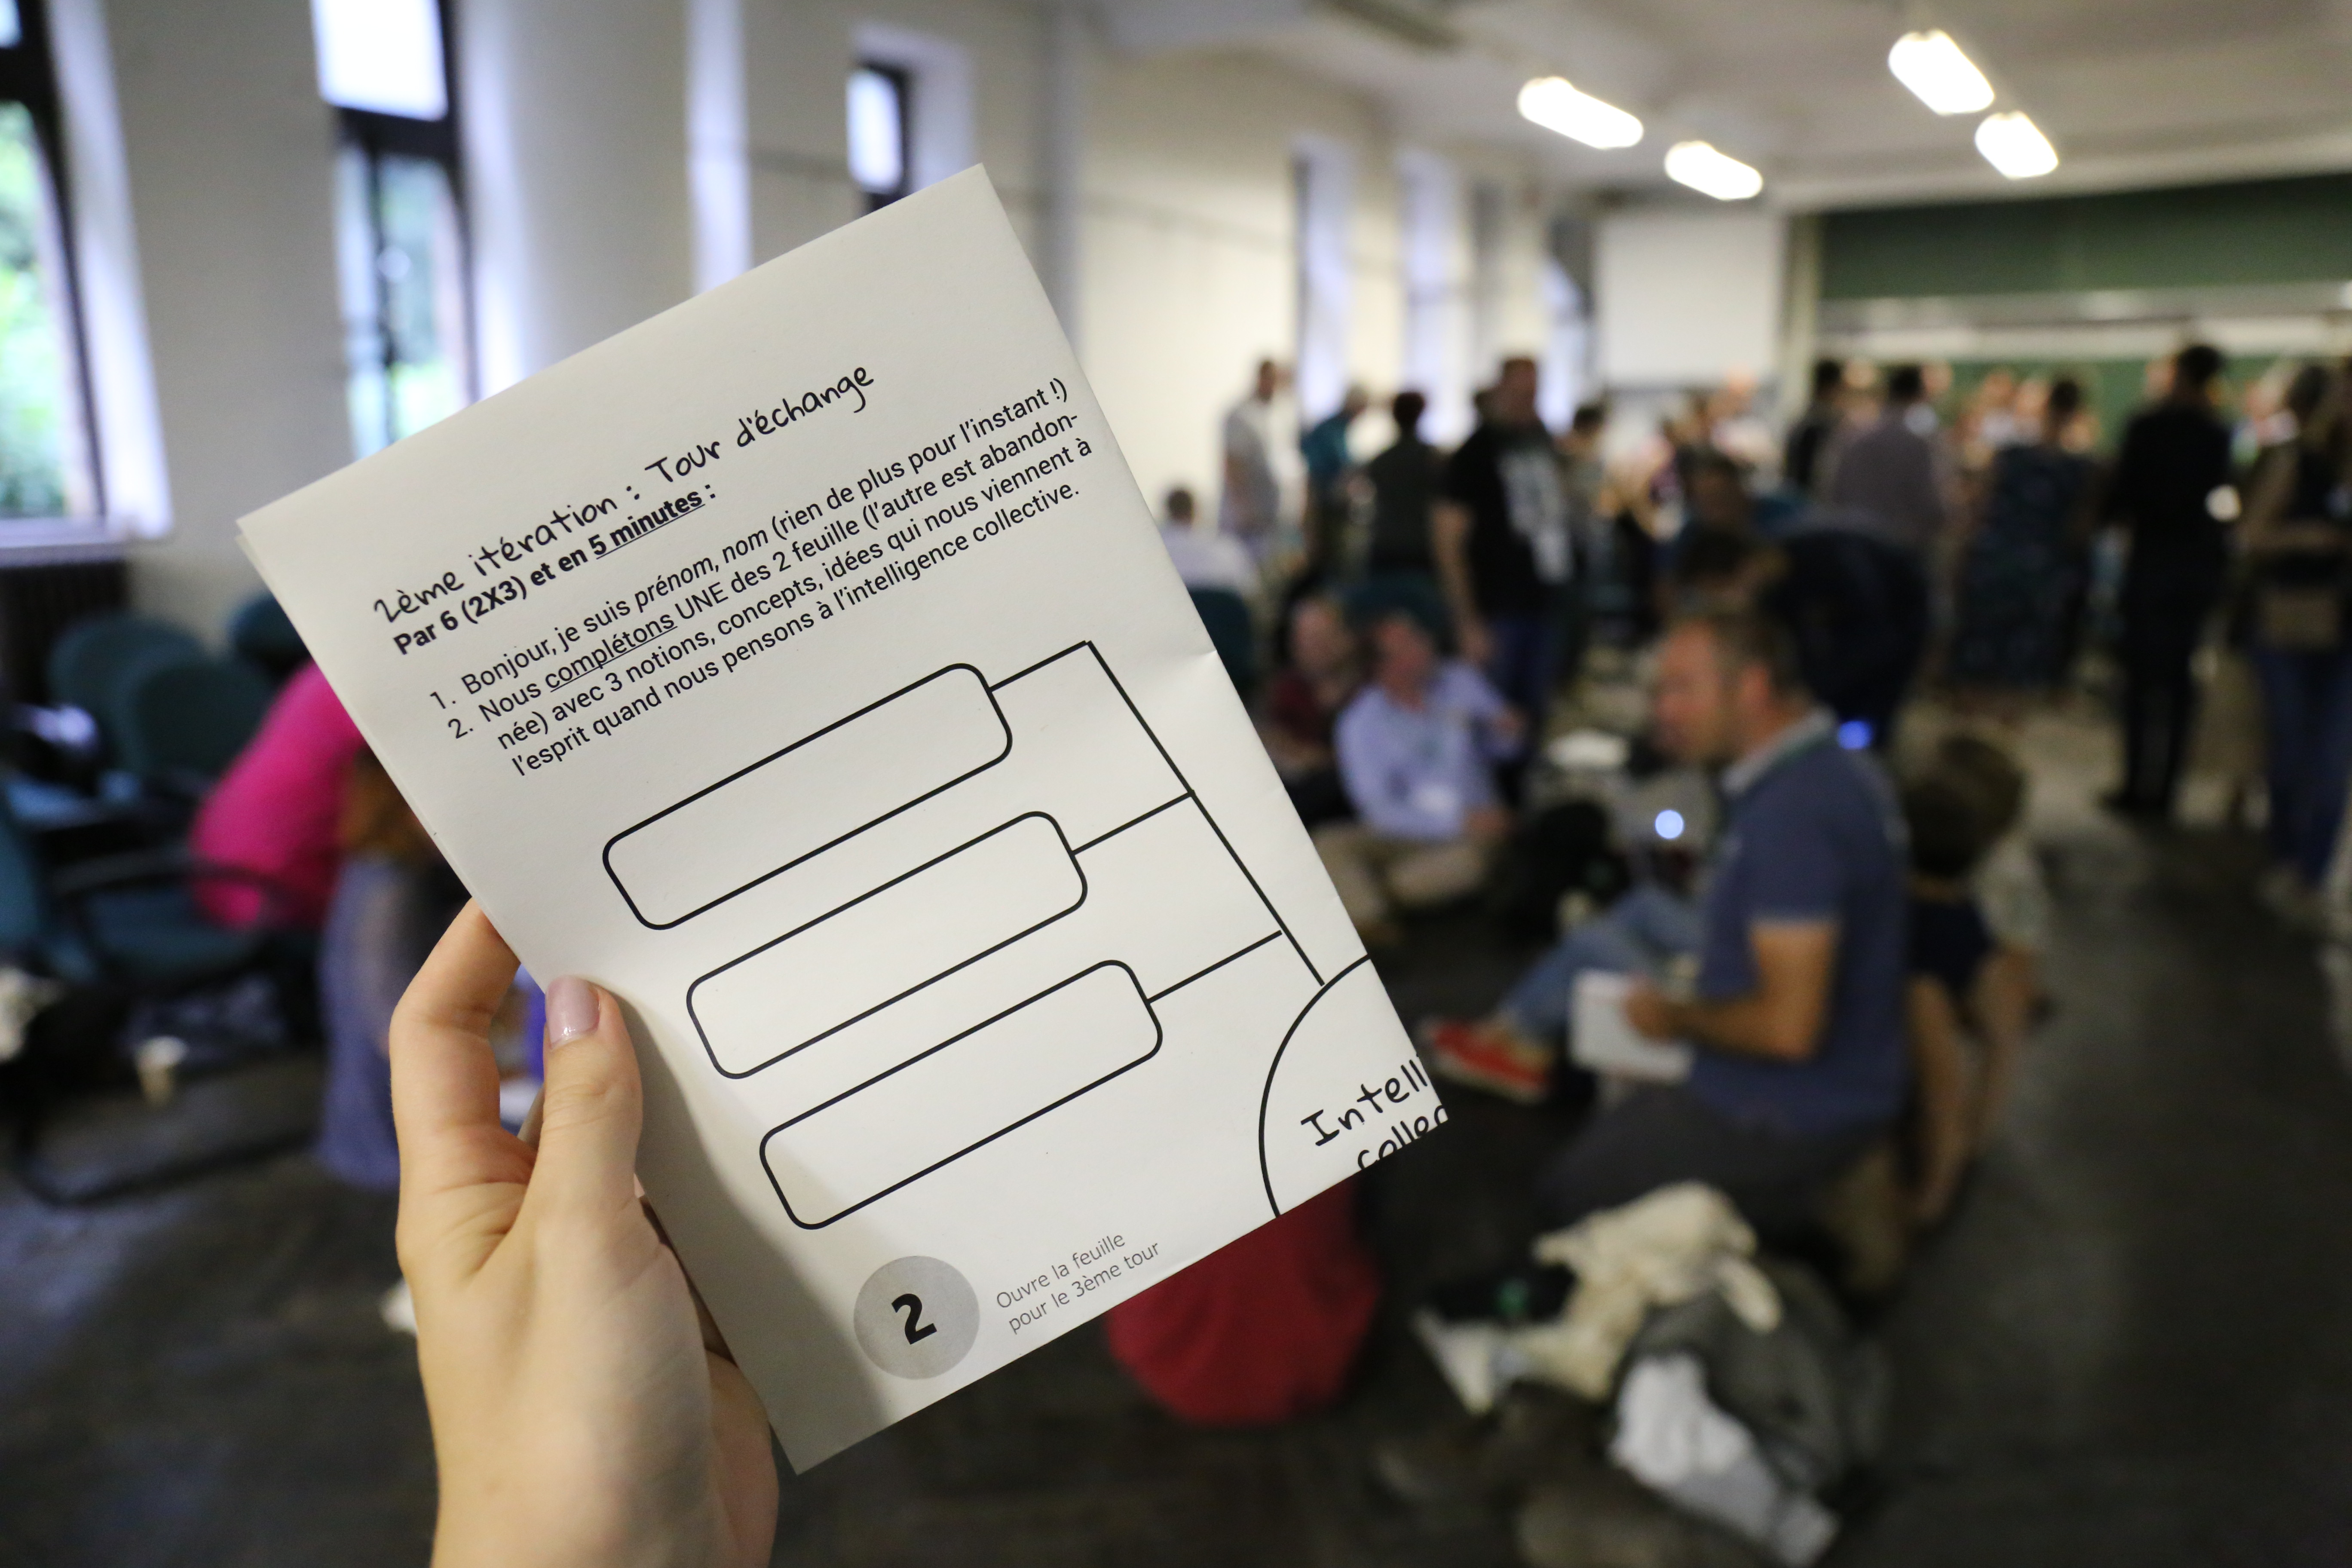 2ème itération : Tour d'échange
Par 6 (2X3) et en 5 minutes :
1. Bonjour, je suis prénom, nom (rien de plus pour l'instant !)
2. Nous complétons UNE des 2 feuille (l'autre est abandon-
née) avec 3 notions, concepts, idées qui nous viennent à
l'esprit quand nous pensons à l'intelligence collective.
Intelli
collec
2
Ouvre la feuille
pour le 3ème tour